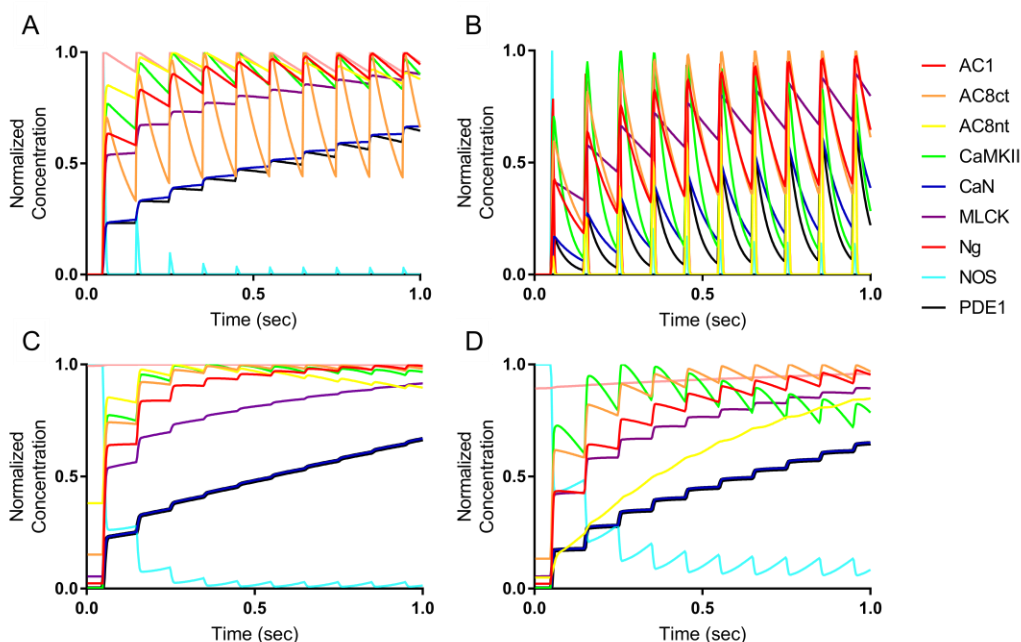 A
Normalized
Concentration
1.0
0.5
0.0
0.0
0.5
1.0
Time (sec)
B
Normalized
Concentration
1.0
0.5
0.0
0.0
0.5
1.0
Time (sec)
AC1
AC8ct
AC8nt
CaMKII
CaN
MLCK
Ng
NOS
PDE1
C
Normalized
Concentration
1.0
0.5
0.0
0.0
0.5
1.0
Time (sec)
D
Normalized
Concentration
1.0
0.5
0.0
0.0
0.5
1.0
Time (sec)